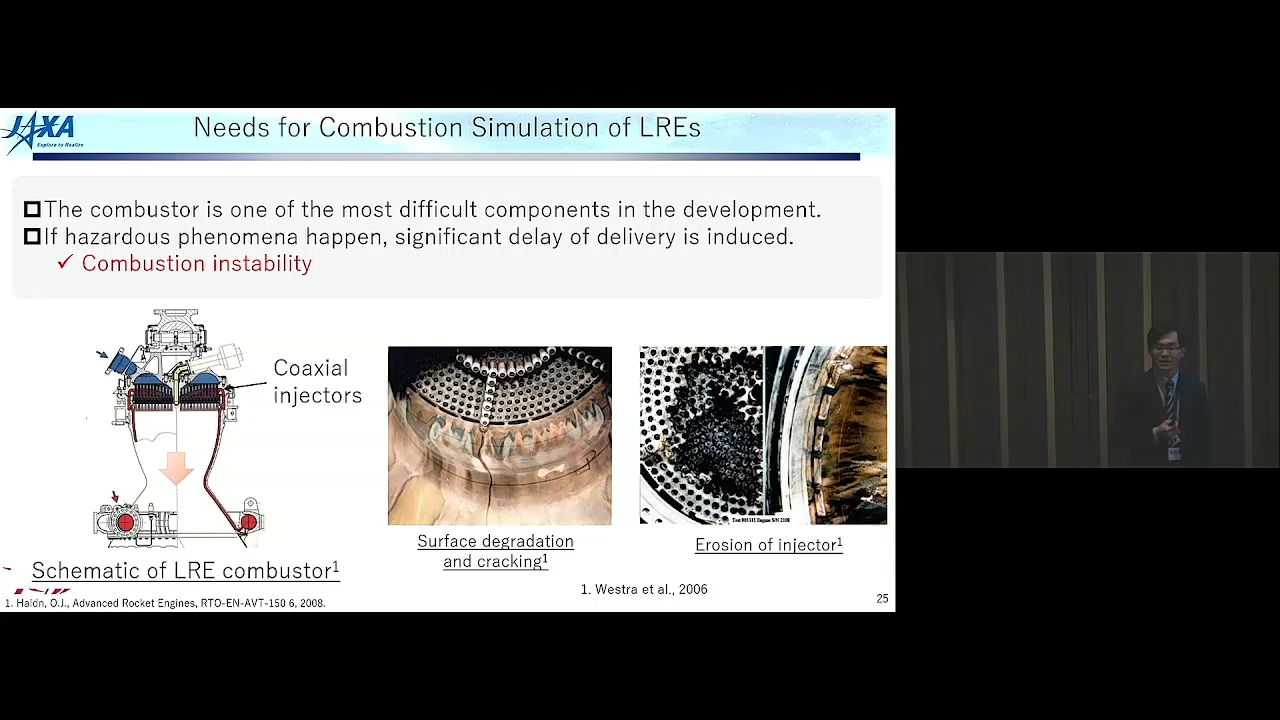 JAXA
Explore to Realize
Needs for Combustion Simulation of LREs
The combustor is one of the most difficult components in the development.
If hazardous phenomena happen, significant delay of delivery is induced.
✓ Combustion instability
Coaxial
injectors
Schematic of LRE combustor¹
Surface degradation
and cracking¹
Erosion of injector¹
1. Westra et al., 2006
1. Haidn, O.J., Advanced Rocket Engines, RTO-EN-AVT-150 6, 2008.
25